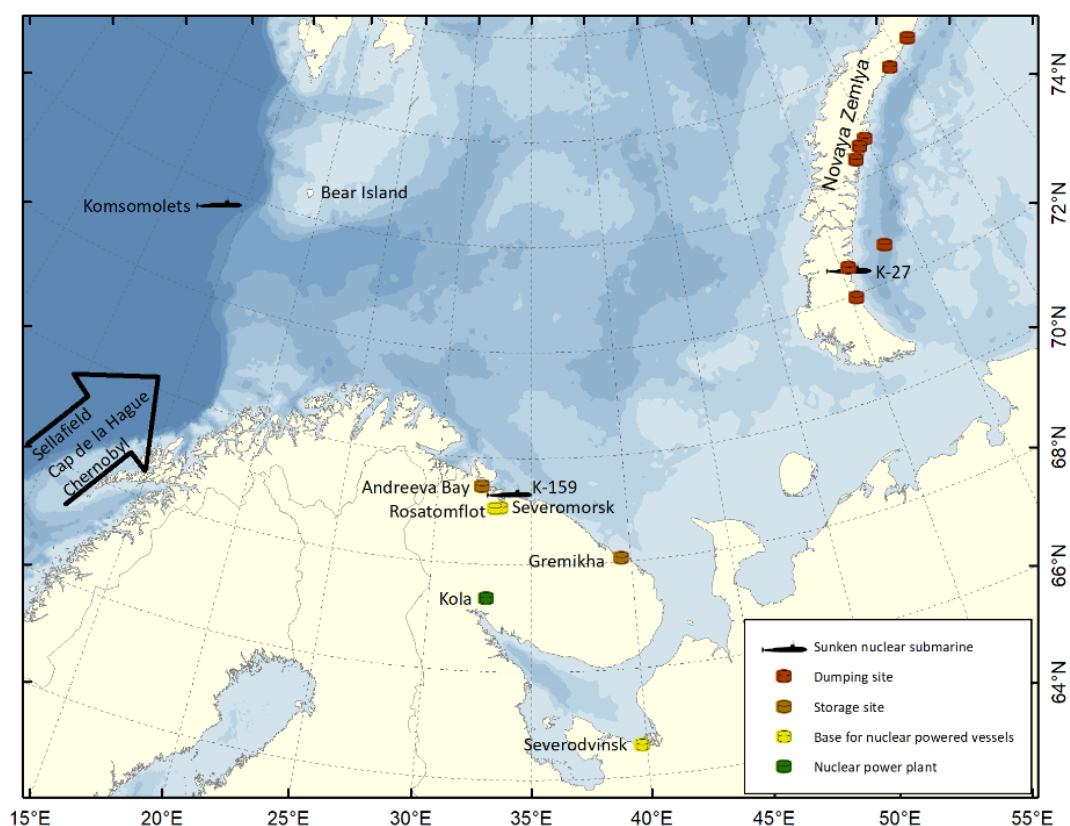 Novaya Zemlya
74°N
Bear Island
Komsomolets
72°N
K-27
70°N
Sellafield
Cap de la Hague
Chernobyl
68°N
Andreeva Bay
K-159
Rosatomflot
Severomorsk
Gremikha
66°N
Kola
Sunken nuclear submarine
Dumping site
64°N
Storage site
Base for nuclear powered vessels
Severodvinsk
Nuclear power plant
15°E 20°E 25°E 30°E 35°E 40°E 45°E 50°E 55°E